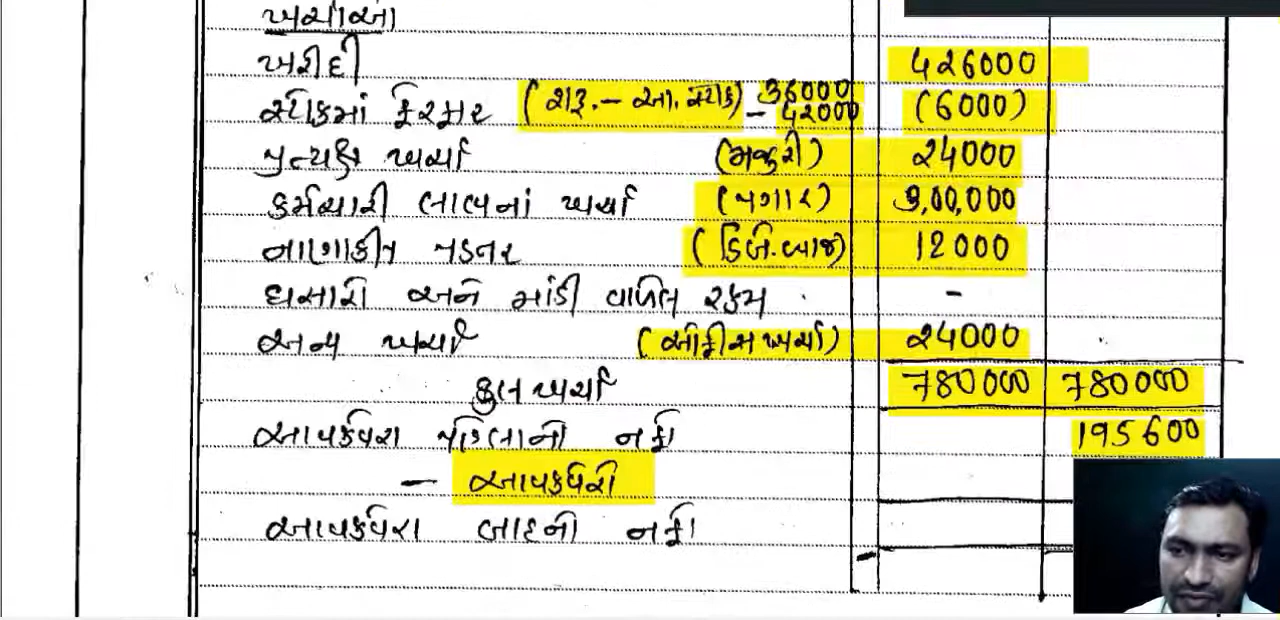 ખર્ચાઓ
ખરીદી 426000
સ્ટોકમાં ફેરફાર (શરૂ. - આ. સ્ટોક) 36000 - 42000 (6000)
પ્રત્યક્ષ ખર્ચા (મજુરી) 24000
કર્મચારી લાભનાં ખર્ચા (પગાર) 3,00,000
નાણાકીય પડતર (ડિબે. વ્યાજ) 12000
ઘસારો અને માંડી વાળેલ રકમ -
અન્ય ખર્ચા (ઓફીસ ખર્ચા) 24000
કુલ ખર્ચા 780000 780000
આવકવેરા પહેલાનો નફો 195600
- આવકવેરો
આવકવેરા બાદનો નફો